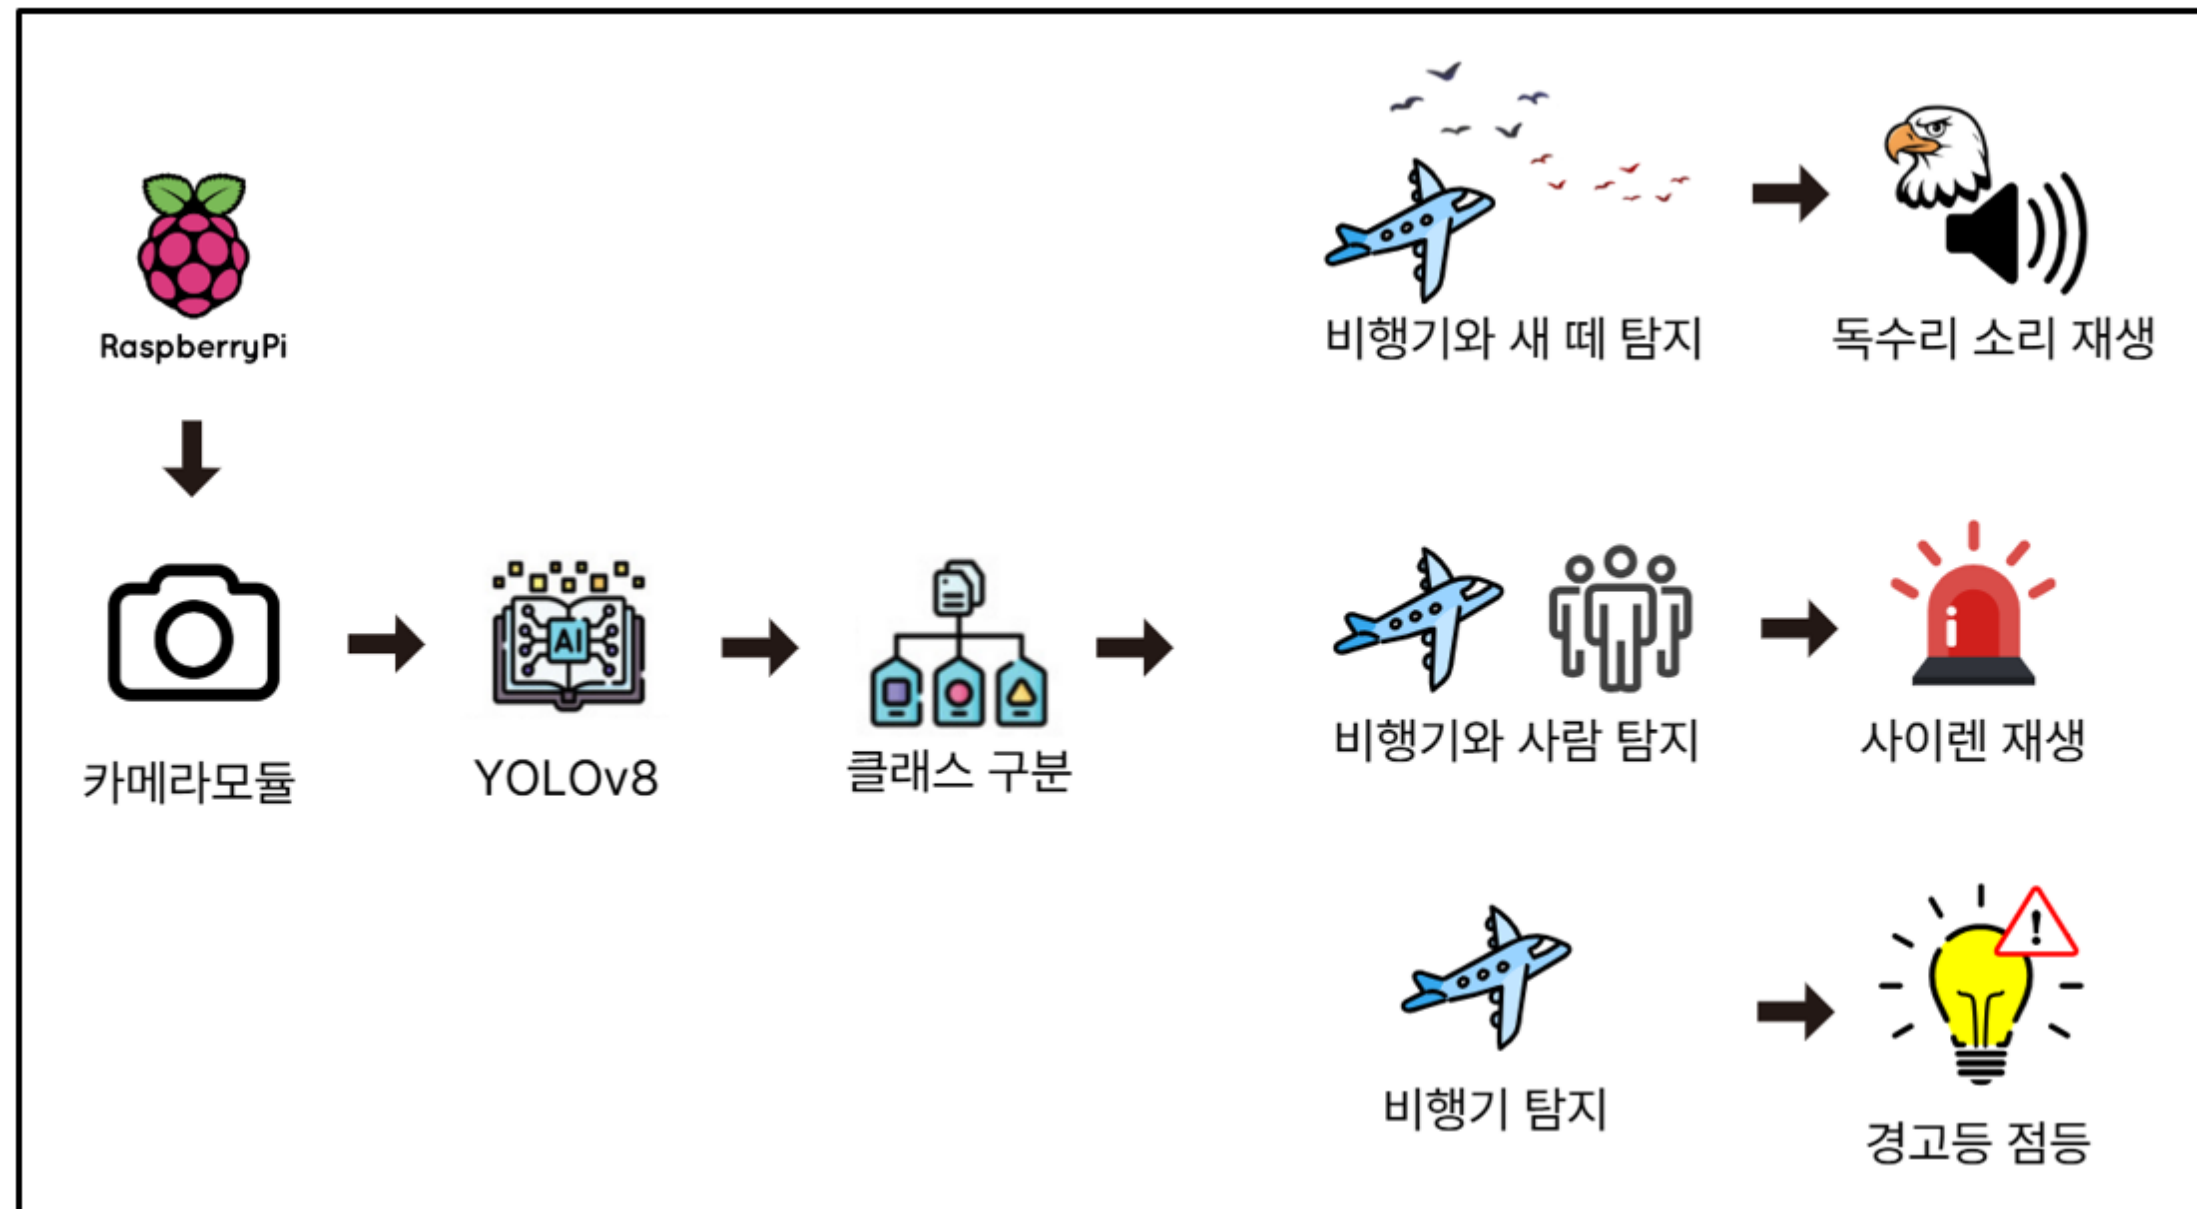 RaspberryPi
카메라모듈
YOLOv8
AI
클래스 구분
비행기와 새 떼 탐지
독수리 소리 재생
비행기와 사람 탐지
사이렌 재생
비행기 탐지
!
경고등 점등